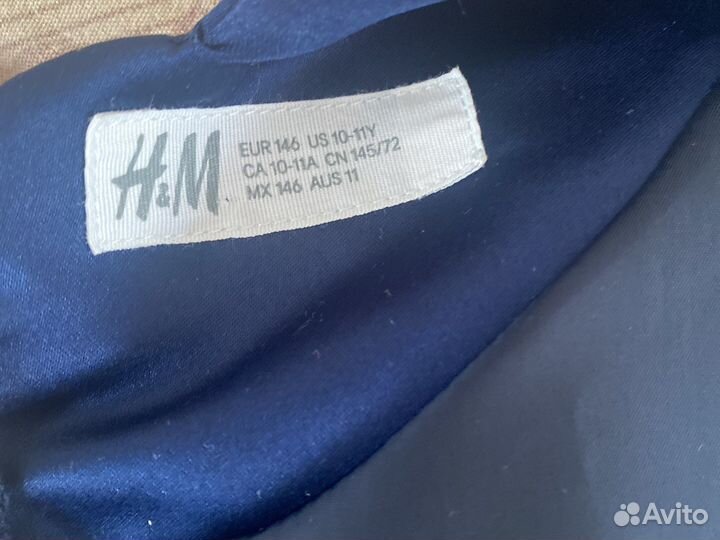 H&M
EUR 146 US 10-11Y
CA 10-11A CN 145/72
MX 146 AUS 11
Avito